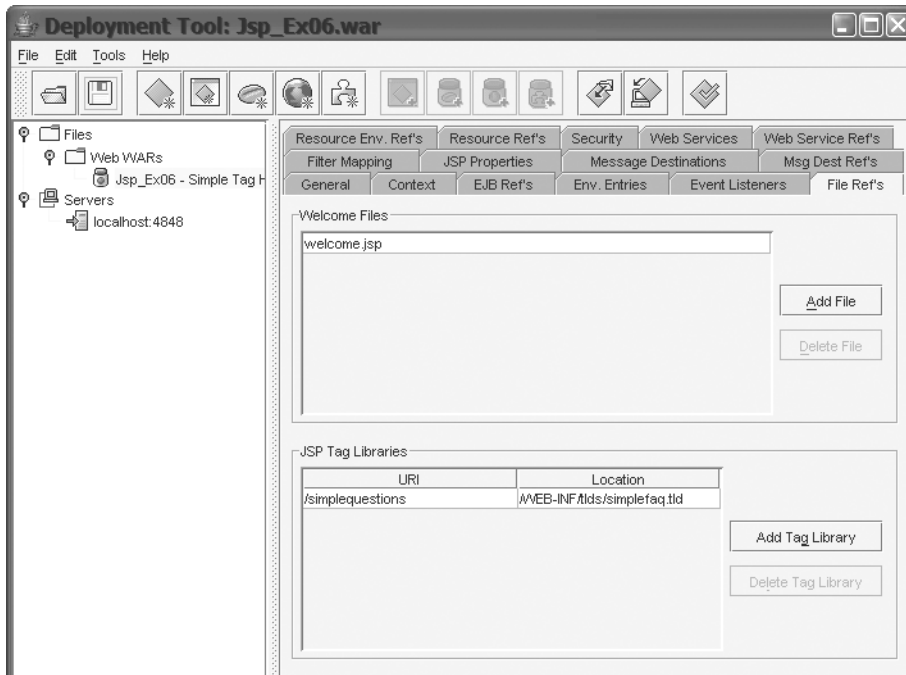 Deployment Tool: Jsp_Ex06.war
File Edit Tools Help
Files
Web WARs
Jsp_Ex06 - Simple Tag H
Servers
localhost:4848
Resource Env. Ref's Resource Ref's Security Web Services Web Service Ref's
Filter Mapping JSP Properties Message Destinations Msg Dest Ref's
General Context EJB Ref's Env. Entries Event Listeners File Ref's
Welcome Files
welcome.jsp
Add File
Delete File
JSP Tag Libraries
URI Location
/simplequestions /WEB-INF/tlds/simplefaq.tld
Add Tag Library
Delete Tag Library